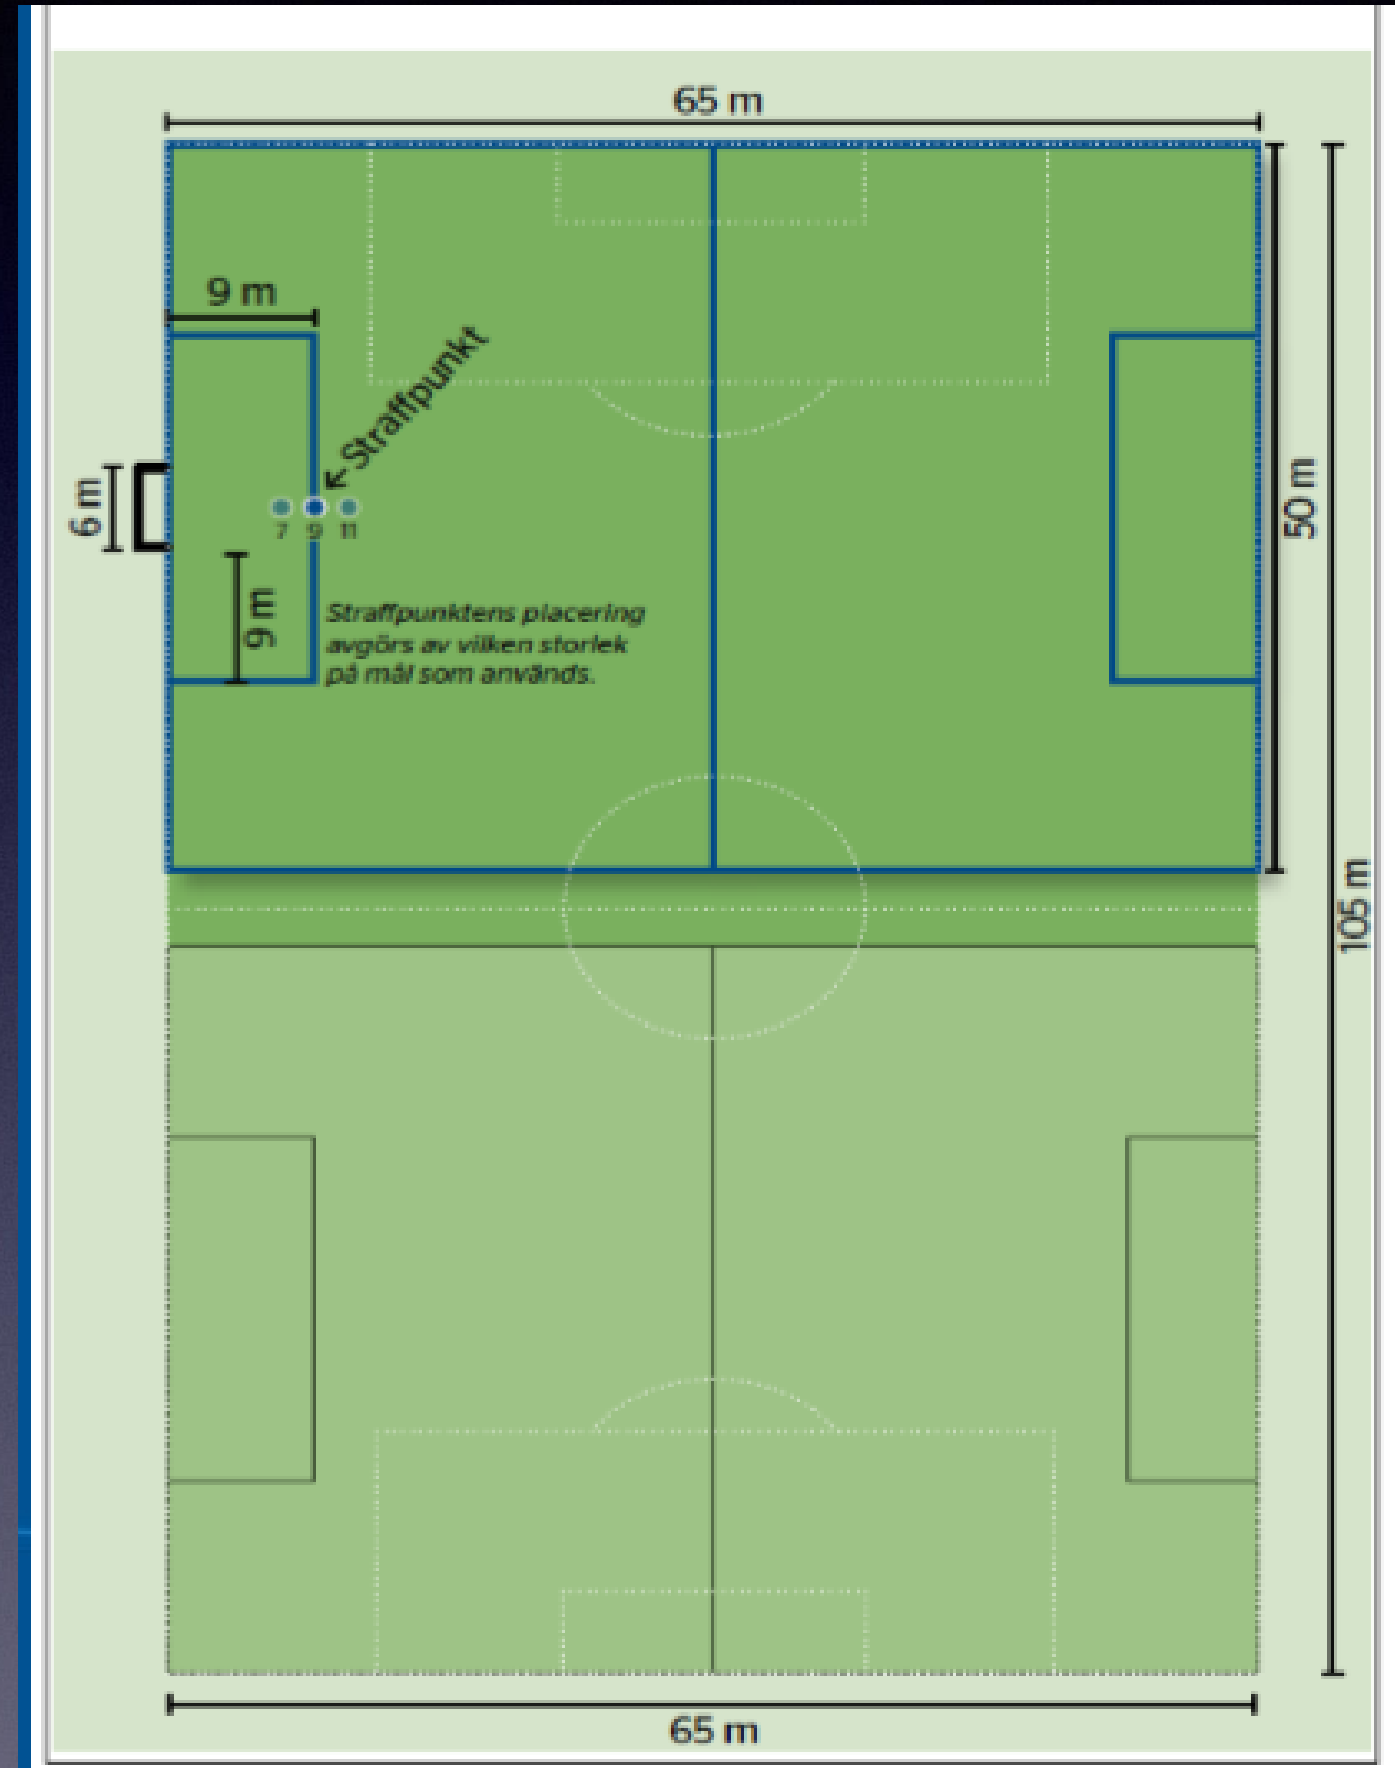 65 m
9 m
Straffpunkt
6 m
7 9 11
50 m
9 m
Straffpunktens placering
avgörs av vilken storlek
på mål som används.
105 m
65 m